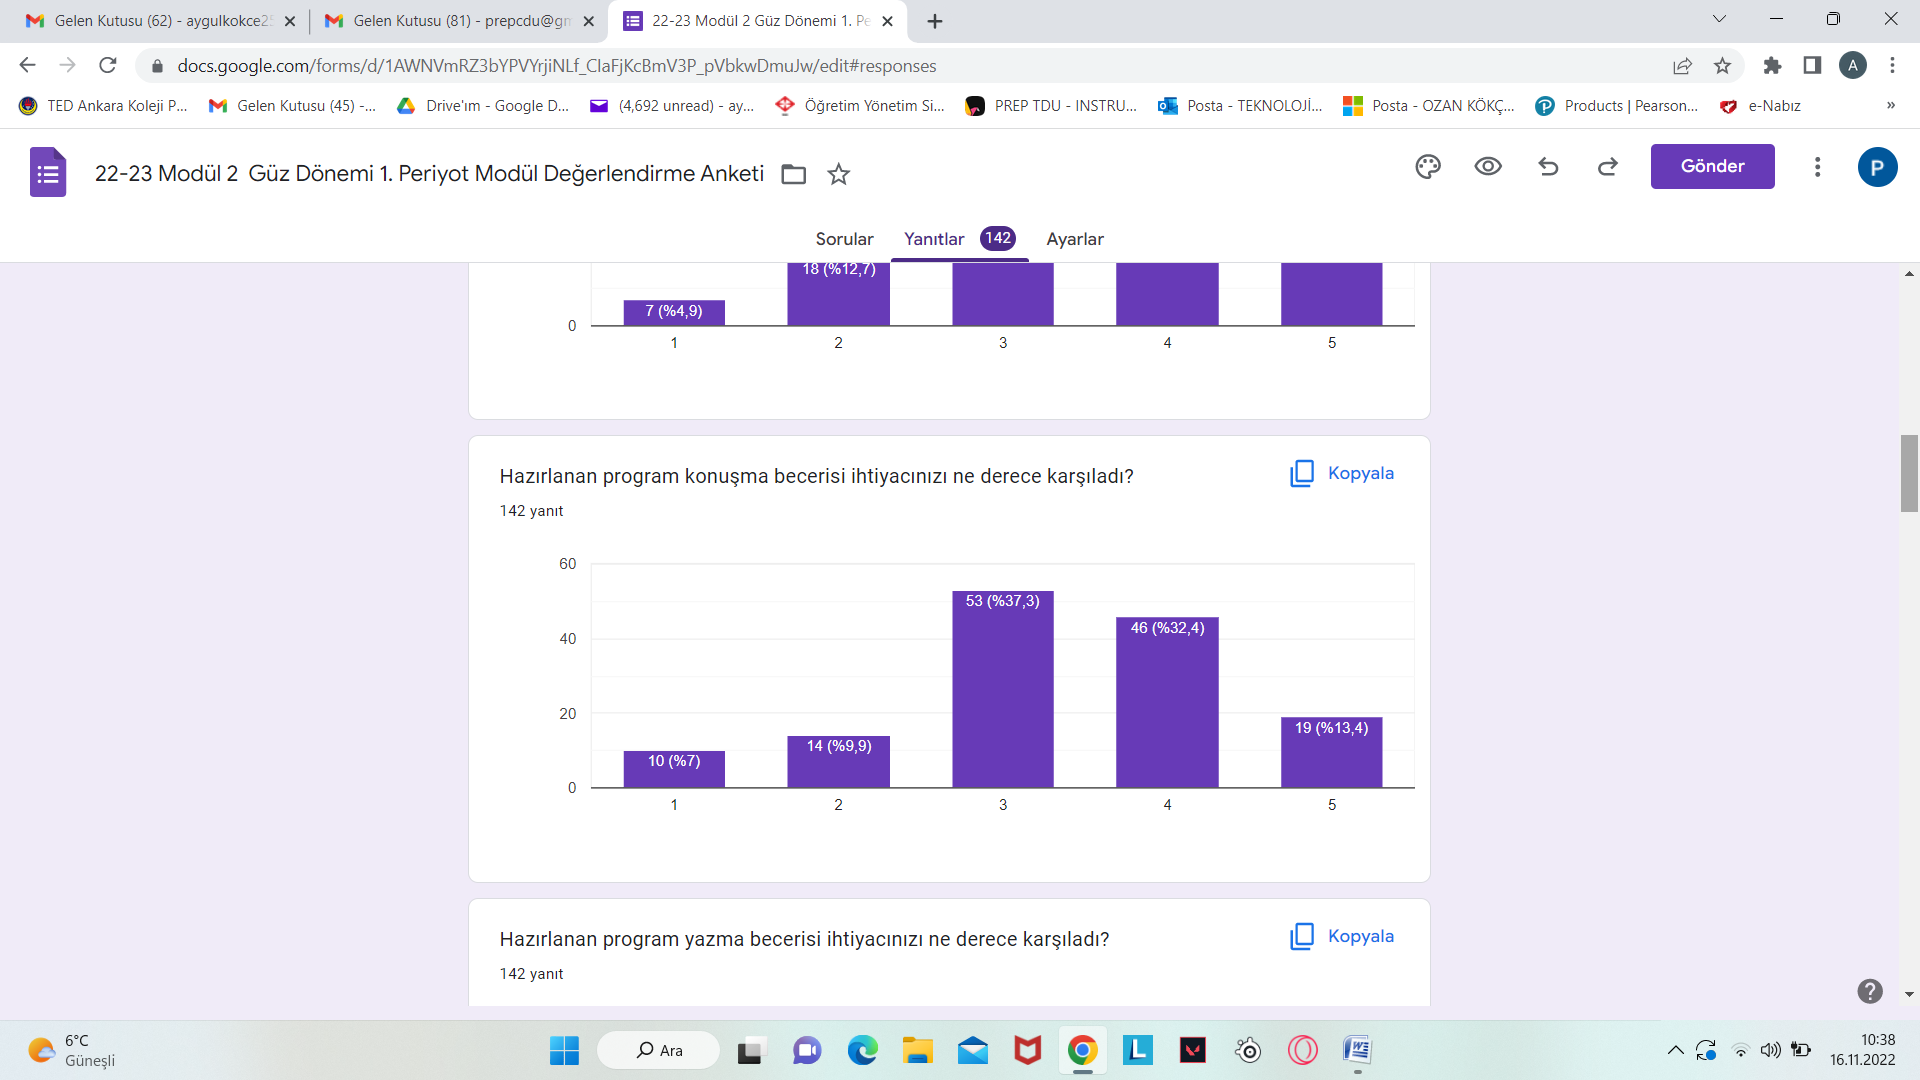 Gelen Kutusu (62) - aygulkokce25
Gelen Kutusu (81) - prepcdu@gm
22-23 Modül 2 Güz Dönemi 1. Pe
docs.google.com/forms/d/1AWNVmRZ3bYPVYrjiNLf_CIaFjKcBmV3P_pVbkwDmuJw/edit#responses
A
TED Ankara Koleji P...
Gelen Kutusu (45) -...
Drive'ım - Google D...
(4,692 unread) - ay...
Öğretim Yönetim Si...
PREP TDU - INSTRU...
Posta - TEKNOLOJİ...
Posta - OZAN KÖKÇ...
Products | Pearson...
e-Nabız
»
22-23 Modül 2 Güz Dönemi 1. Periyot Modül Değerlendirme Anketi
Gönder
P
Sorular
Yanıtlar 142
Ayarlar
18 (%12,7)
7 (%4,9)
0
1 2 3 4 5
Hazırlanan program konuşma becerisi ihtiyacınızı ne derece karşıladı?
Kopyala
142 yanıt
60
53 (%37,3)
46 (%32,4)
40
20
19 (%13,4)
14 (%9,9)
10 (%7)
0
1 2 3 4 5
Hazırlanan program yazma becerisi ihtiyacınızı ne derece karşıladı?
Kopyala
142 yanıt
6°C
Güneşli
Ara
10:38
16.11.2022